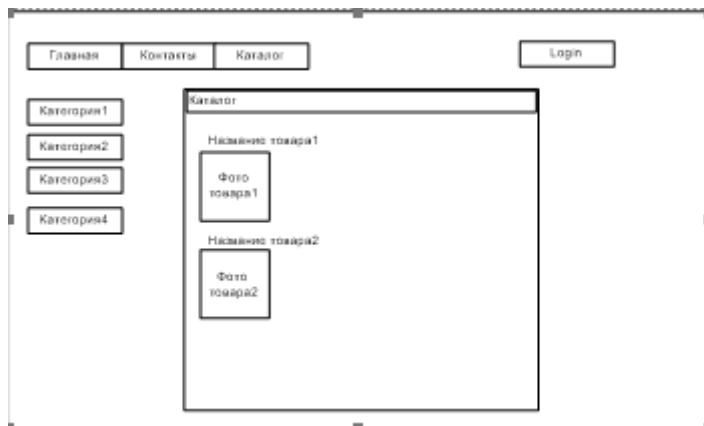 Главная Контакты Каталог Login
Категория1
Категория2
Категория3
Категория4
Каталог
Название товара1
Фото
товара1
Название товара2
Фото
товара2